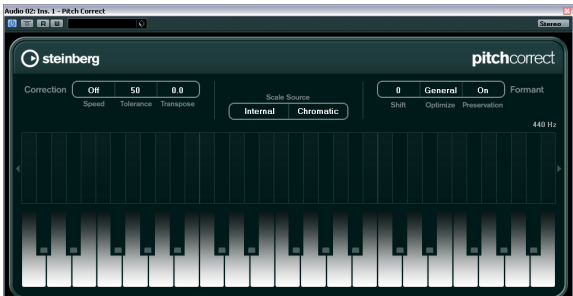 Audio 02: Ins. 1 - Pitch Correct
R W
Stereo
steinberg
pitchcorrect
Correction
Off 50 0.0
Speed Tolerance Transpose
Scale Source
Internal Chromatic
0 General On
Formant
Shift Optimize Preservation
440 Hz